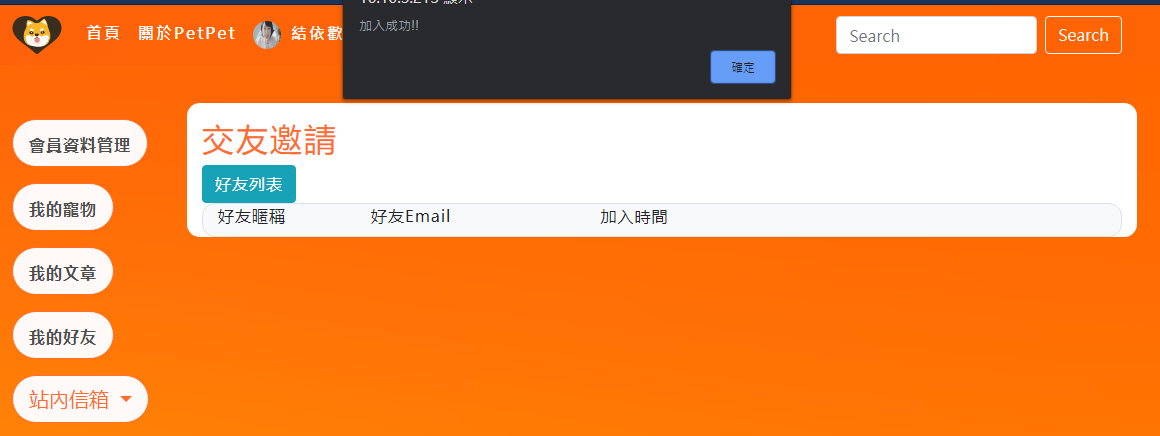 加入成功!!
確定
首頁 關於PetPet 結依歡
Search Search
交友邀請
好友列表
好友暱稱 好友Email 加入時間
會員資料管理
我的寵物
我的文章
我的好友
站內信箱